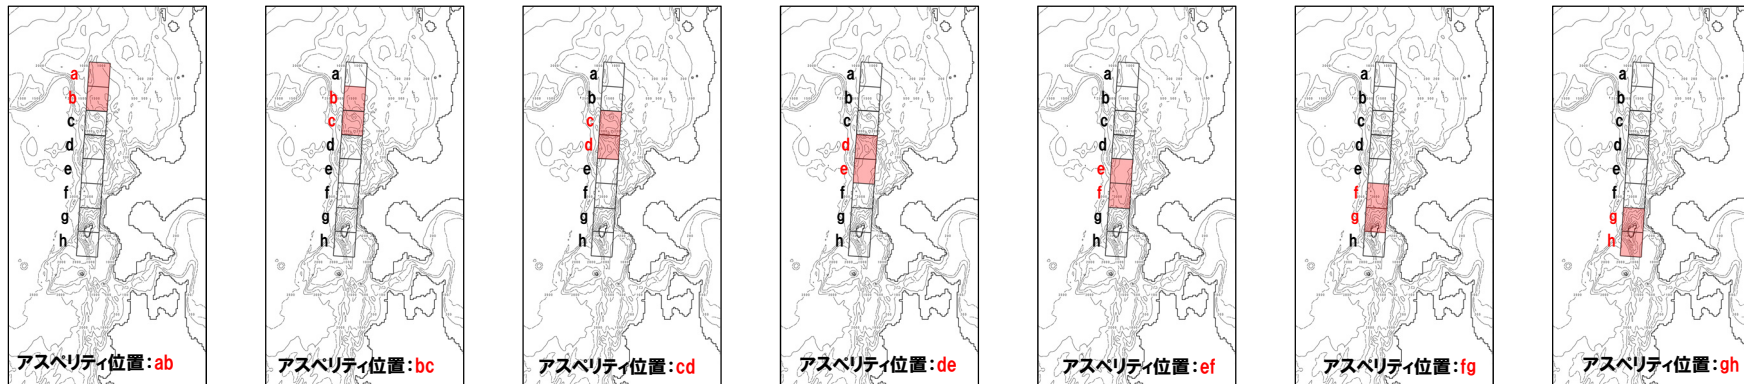 a
b
c
d
e
f
g
h
アスペリティ位置:ab
a
b
c
d
e
f
g
h
アスペリティ位置:bc
a
b
c
d
e
f
g
h
アスペリティ位置:cd
a
b
c
d
e
f
g
h
アスペリティ位置:de
a
b
c
d
e
f
g
h
アスペリティ位置:ef
a
b
c
d
e
f
g
h
アスペリティ位置:fg
a
b
c
d
e
f
g
h
アスペリティ位置:gh